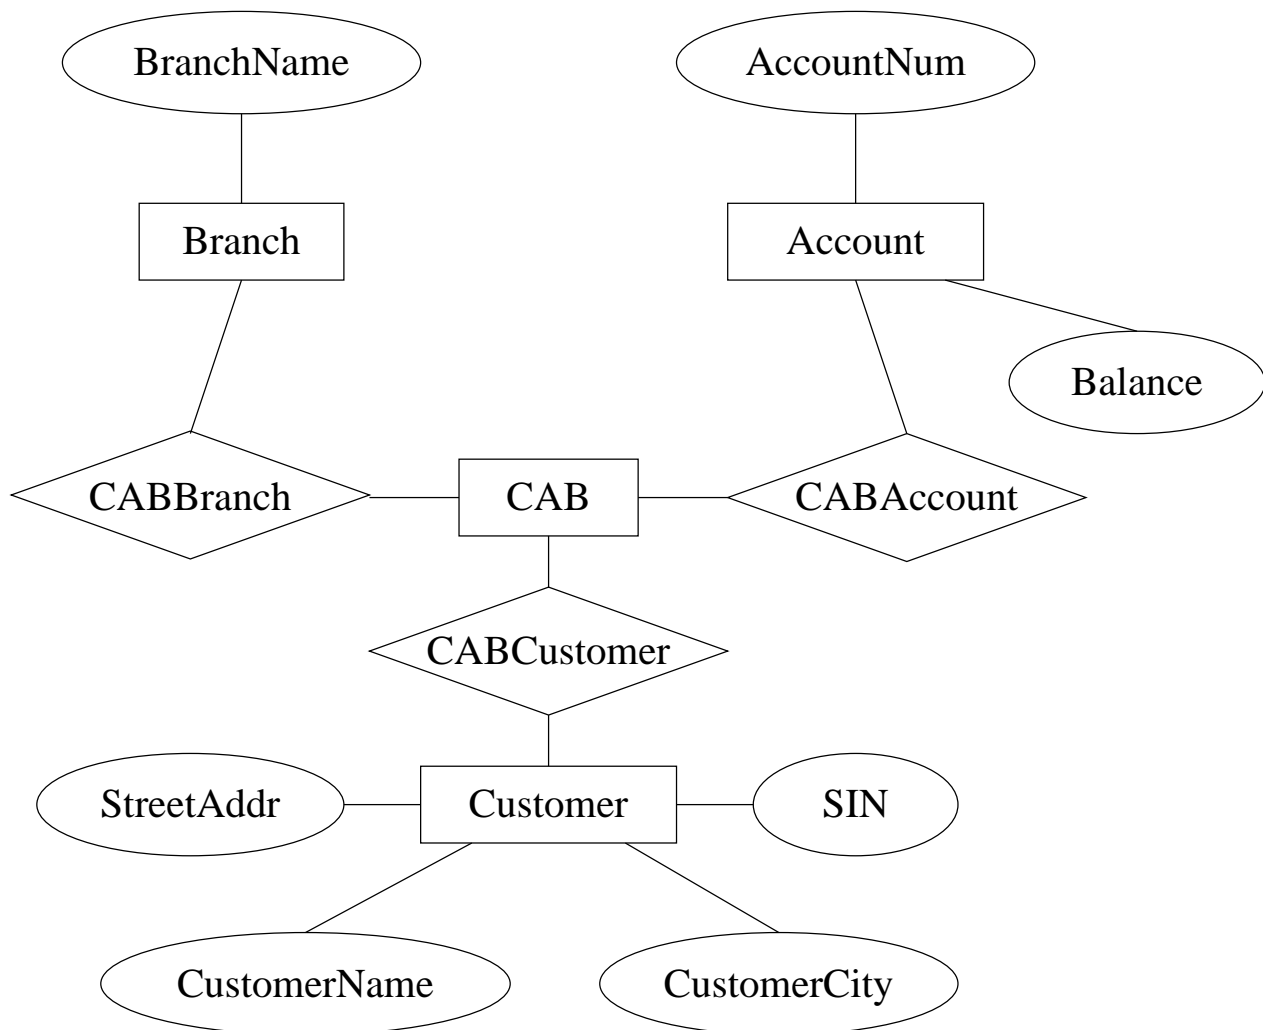 BranchName
AccountNum
Branch
Account
Balance
CABBranch
CAB
CABAccount
CABCustomer
StreetAddr
Customer
SIN
CustomerName
CustomerCity